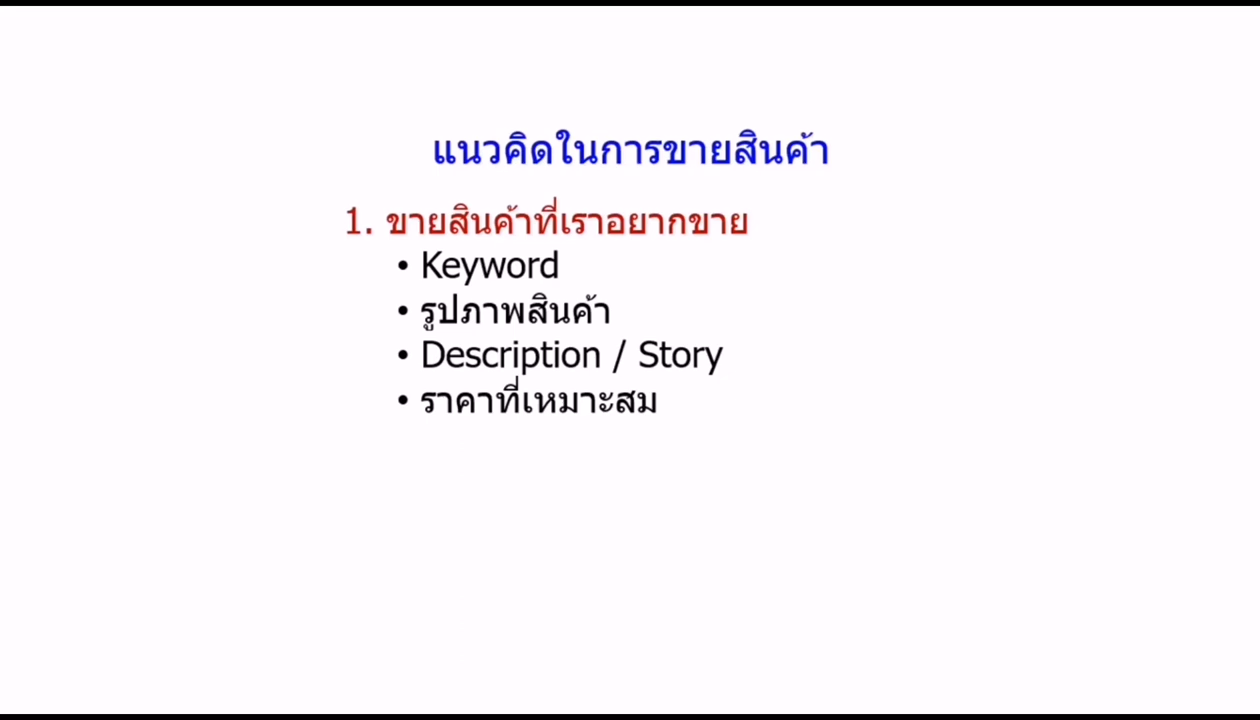 แนวคิดในการขายสินค้า
1. ขายสินค้าที่เราอยากขาย
• Keyword
• รูปภาพสินค้า
• Description / Story
• ราคาที่เหมาะสม